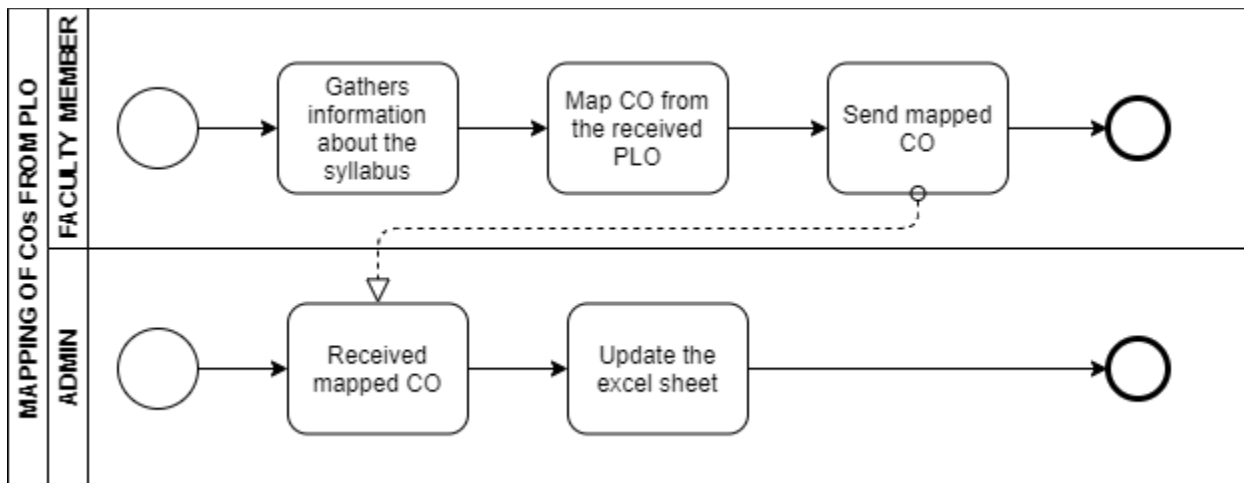 MAPPING OF COs FROM PLO
FACULTY MEMBER
Gathers
information
about the
syllabus
Map CO from
the received
PLO
Send mapped
CO
ADMIN
Received
mapped CO
Update the
excel sheet